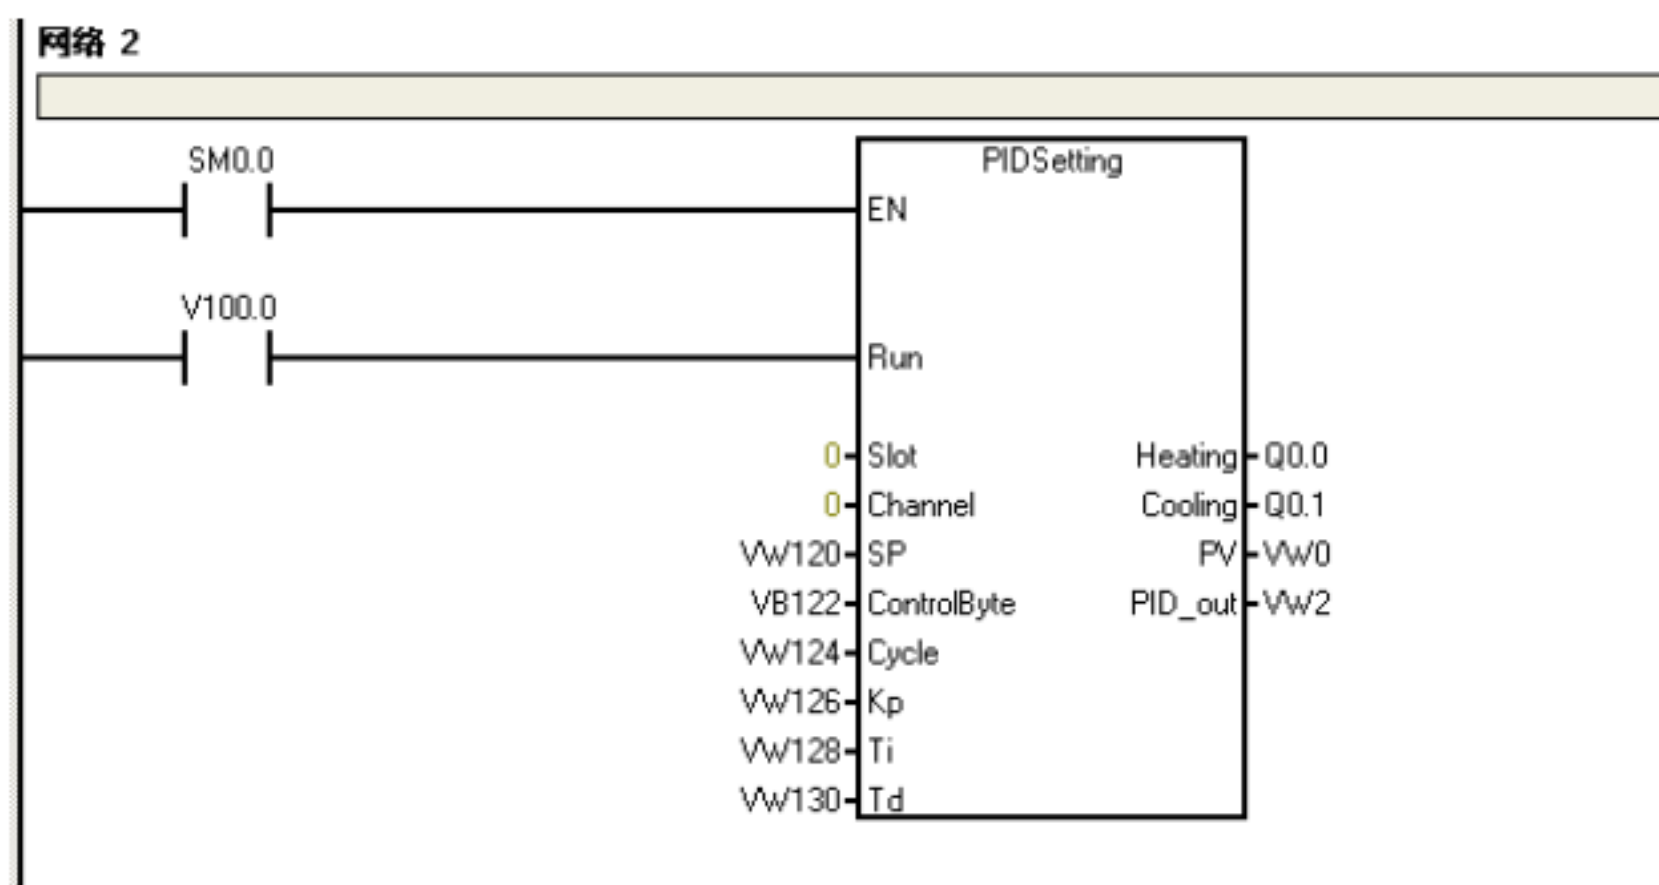 网络 2
SM0.0
PIDSetting
EN
V100.0
Run
0 Slot Heating Q0.0
0 Channel Cooling Q0.1
VW120 SP PV VW0
VB122 ControlByte PID_out VW2
VW124 Cycle
VW126 Kp
VW128 Ti
VW130 Td